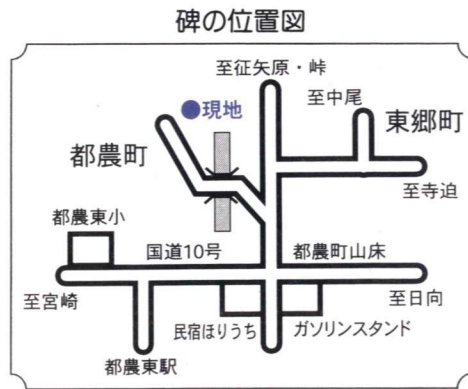 碑の位置図
至征矢原・峠
至中尾
●現地
東郷町
都農町
至寺迫
都農東小
国道10号
都農町山床
至宮崎
至日向
民宿ほりうち
ガソリンスタンド
都農東駅